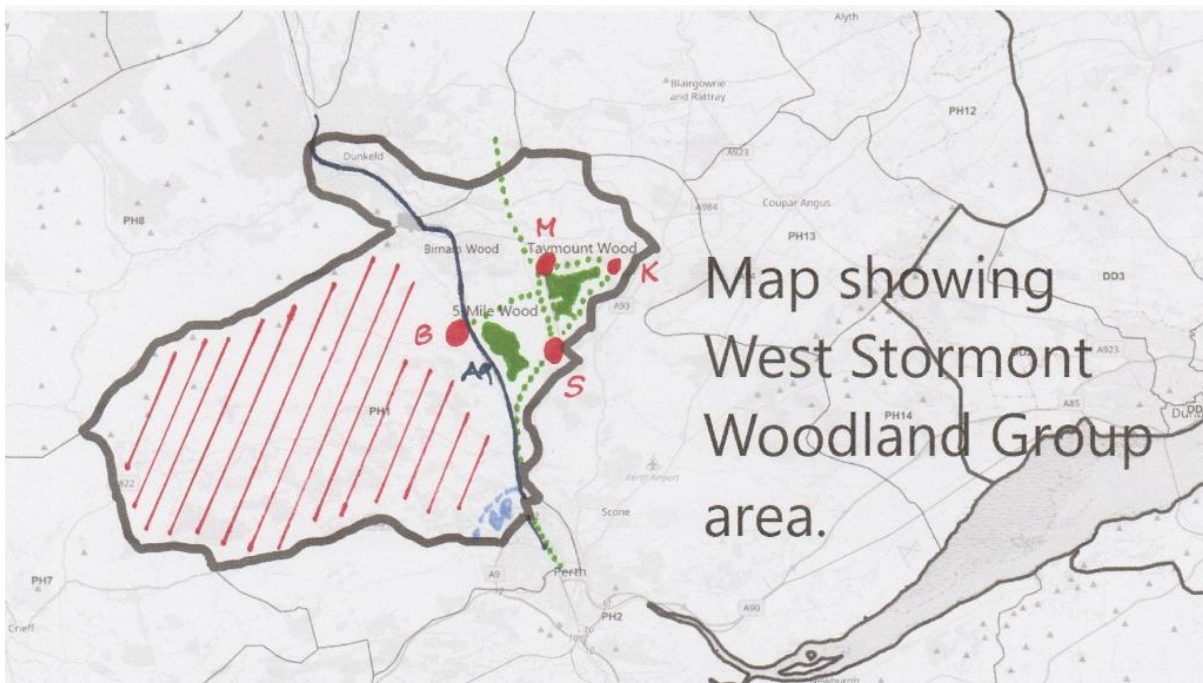 Alyth
Blairgowrie
and Rattray
PH12
Dunkeld
A923
A984
Coupar Angus
PH8
M
Birnam Wood
Taymount Wood
PH13
K
Map showing
DD3
A93
5-Mile Wood
B
West Stormont
A923
A9
S
PH1
A85
PH14
Woodland Group
Perth Airport
BP
Scone
area.
A9
Perth
PH7
A90
PH2
Crieff
Newburgh